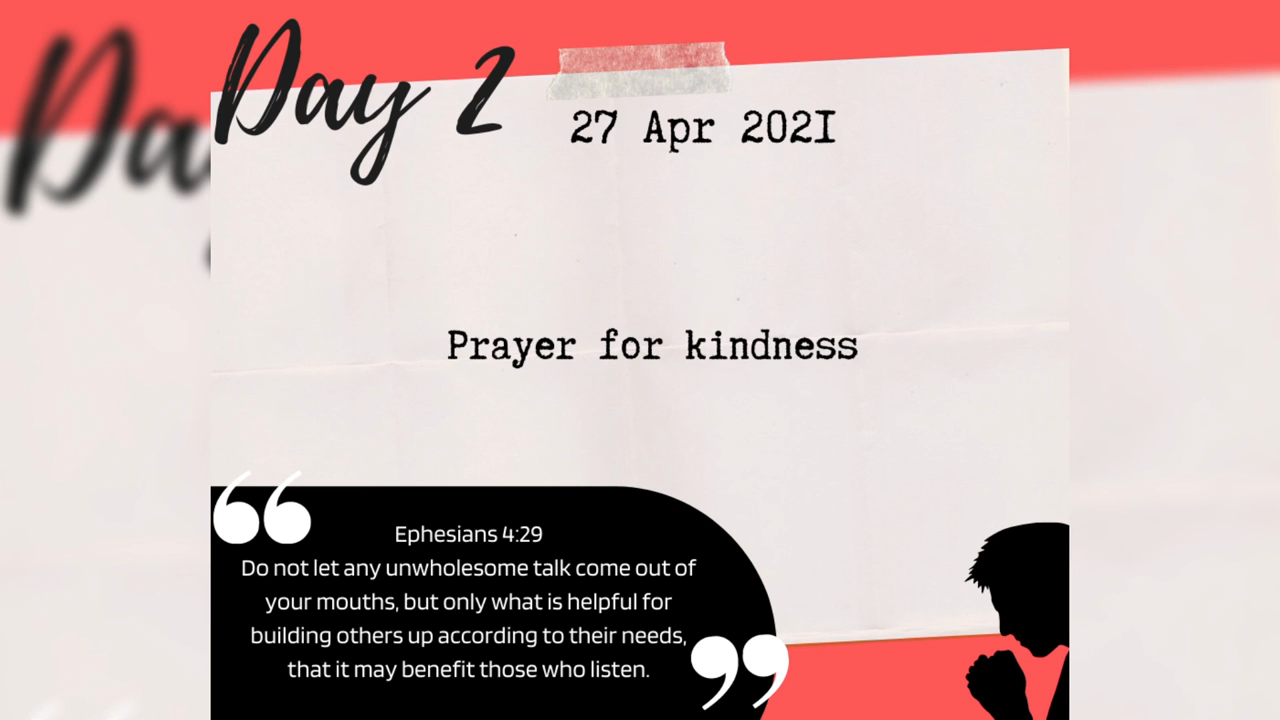 Day 2
27 Apr 2021
Prayer for kindness
Ephesians 4:29
Do not let any unwholesome talk come out of
your mouths, but only what is helpful for
building others up according to their needs,
that it may benefit those who listen.